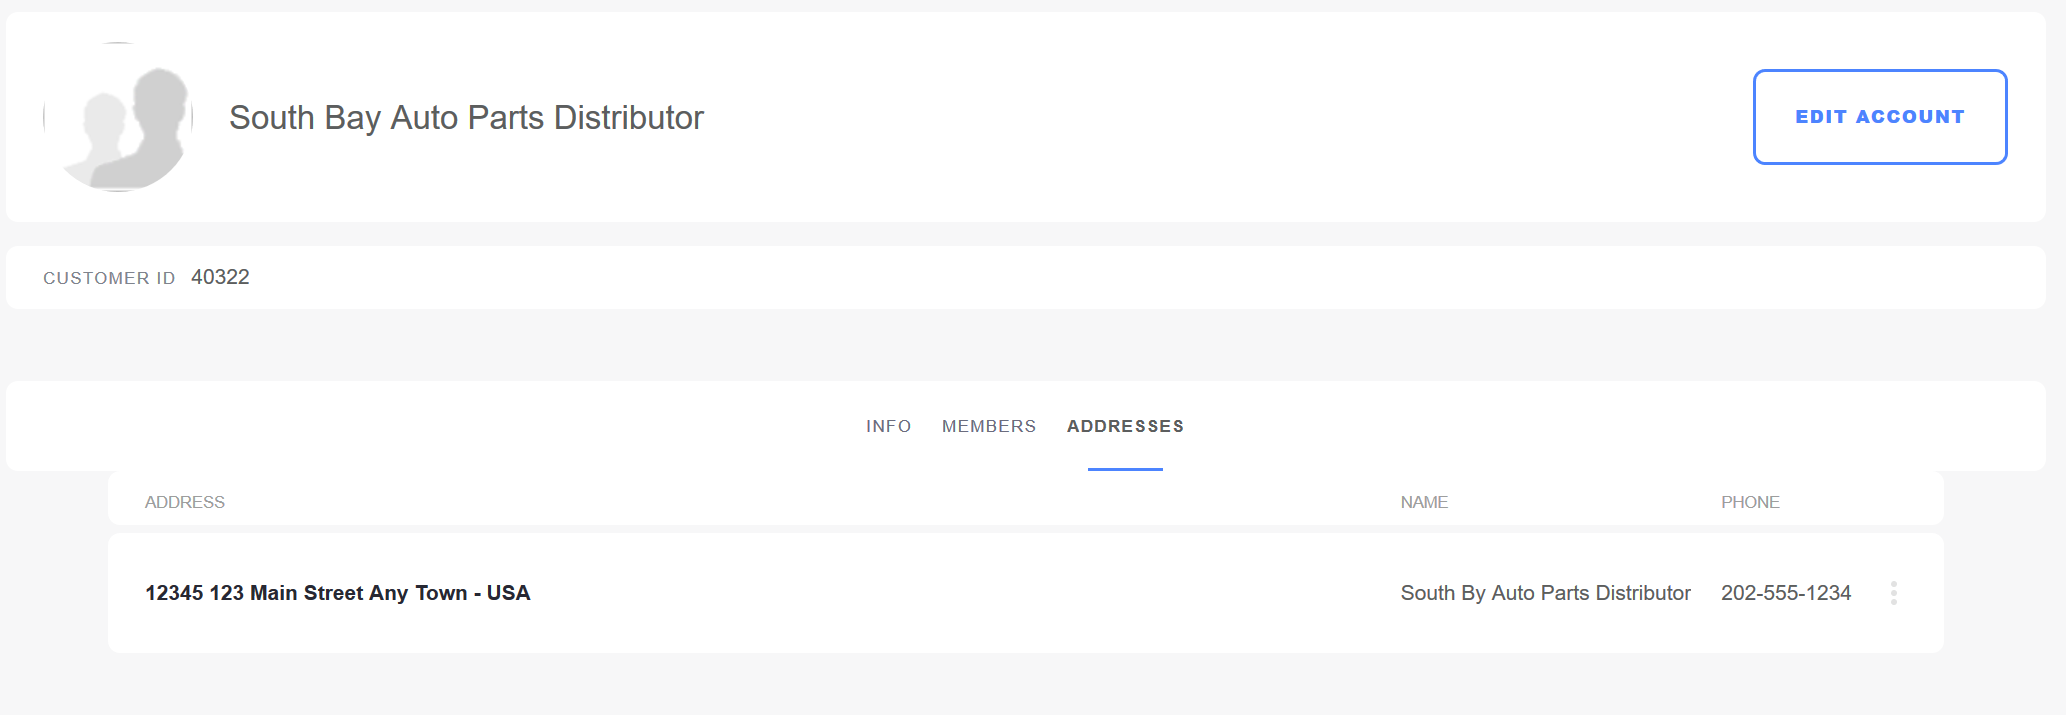 South Bay Auto Parts Distributor
EDIT ACCOUNT
CUSTOMER ID 40322
INFO MEMBERS ADDRESSES
ADDRESS NAME PHONE
12345 123 Main Street Any Town - USA South By Auto Parts Distributor 202-555-1234